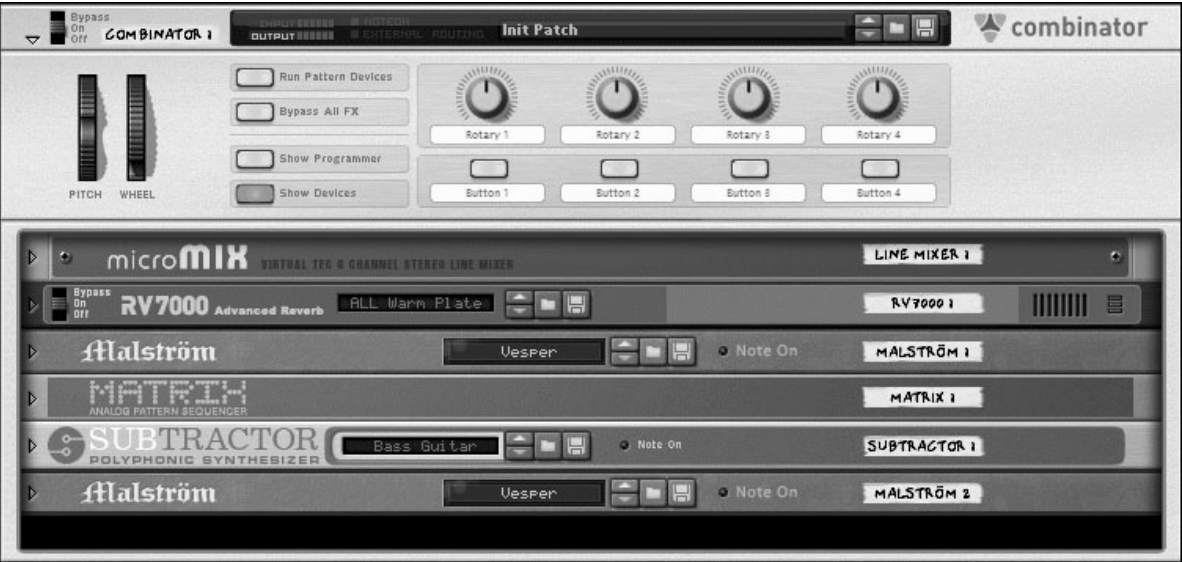 Bypass
On
Off
COMBINATOR 1
INPUT
OUTPUT
NOTEON
EXTERNAL ROUTING
Init Patch
combinator
Run Pattern Devices
Bypass All FX
Show Programmer
Show Devices
PITCH WHEEL
Rotary 1 Rotary 2 Rotary 3 Rotary 4
Button 1 Button 2 Button 3 Button 4
microMIX VIRTUAL TEC 6 CHANNEL STEREO LINE MIXER LINE MIXER 1
Bypass
On
Off
RV7000 Advanced Reverb ALL Warm Plate RV7000 1
Malström Vesper Note On MALSTRÖM 1
MATRIX MATRIX 1
ANALOG PATTERN SEQUENCER
SUBTRACTOR Bass Guitar Note On SUBTRACTOR 1
POLYPHONIC SYNTHESIZER
Malström Vesper Note On MALSTRÖM 2